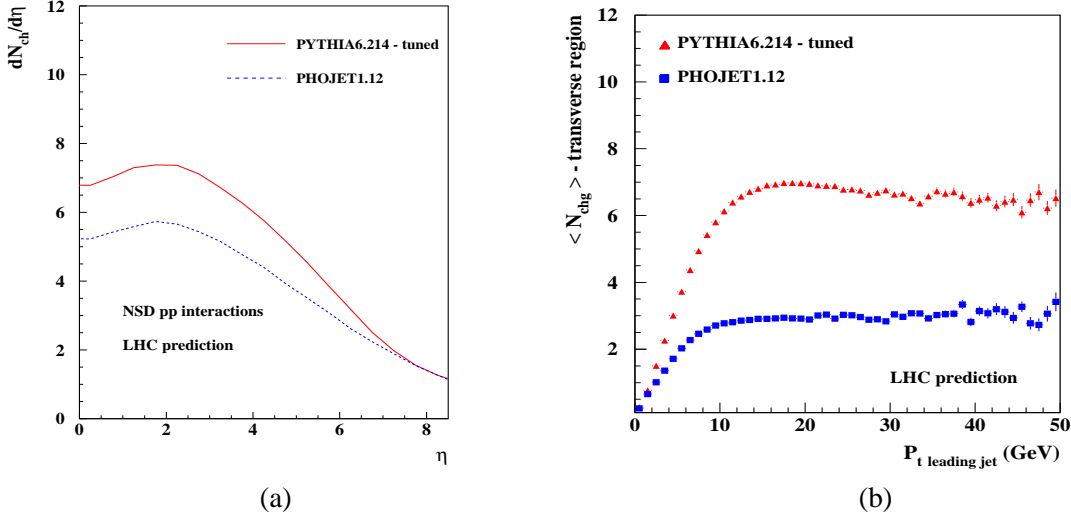 dN_ch/dη
12
10
8
6
4
2
0
0 2 4 6 8
η
PYTHIA6.214 - tuned
PHOJET1.12
NSD pp interactions
LHC prediction
(a)
< N_chg > - transverse region
12
10
8
6
4
2
0 10 20 30 40 50
P_t leading jet (GeV)
PYTHIA6.214 - tuned
PHOJET1.12
LHC prediction
(b)